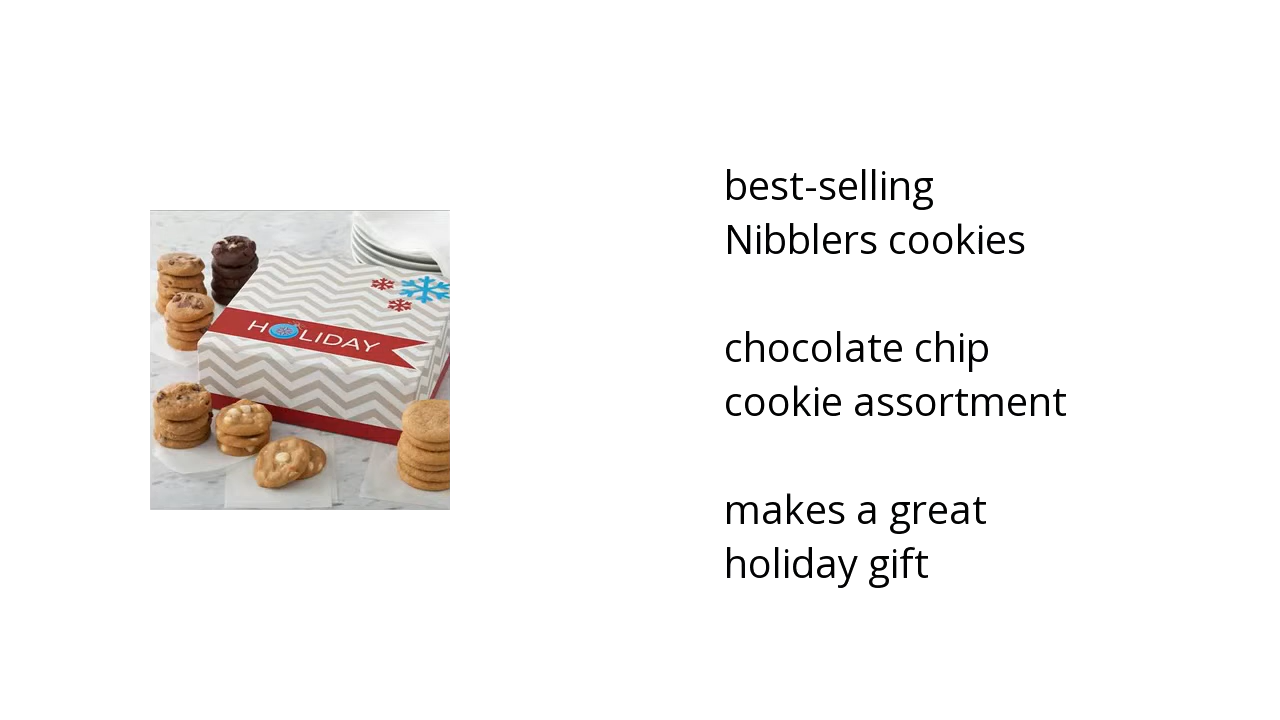 HOLIDAY
best-selling
Nibblers cookies
chocolate chip
cookie assortment
makes a great
holiday gift